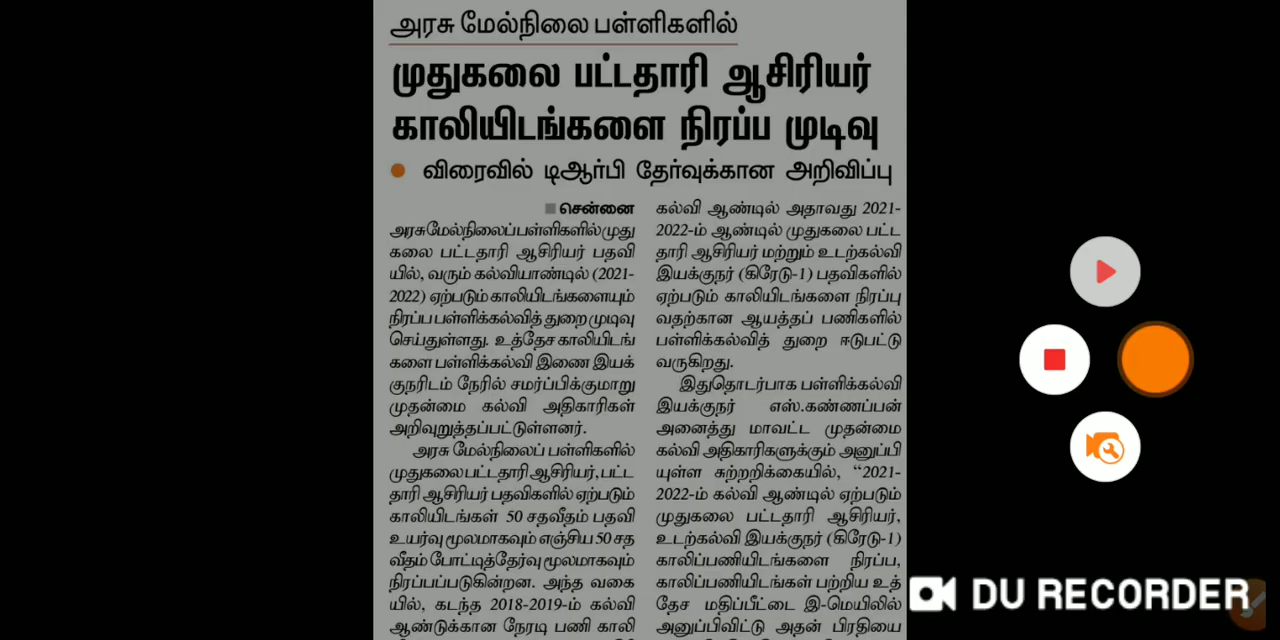 அரசு மேல்நிலை பள்ளிகளில்
முதுகலை பட்டதாரி ஆசிரியர்
காலியிடங்களை நிரப்ப முடிவு
விரைவில் டிஆர்பி தேர்வுக்கான அறிவிப்பு
சென்னை
அரசு மேல்நிலைப் பள்ளிகளில் முது
கலை பட்டதாரி ஆசிரியர் பதவி
யில், வரும் கல்வியாண்டில் (2021-
2022) ஏற்படும் காலியிடங்களையும்
நிரப்ப பள்ளிக்கல்வித் துறை முடிவு
செய்துள்ளது. உத்தேச காலியிடங்
களை பள்ளிக்கல்வி இணை இயக்
குநரிடம் நேரில் சமர்ப்பிக்குமாறு
முதன்மை கல்வி அதிகாரிகள்
அறிவுறுத்தப்பட்டுள்ளனர்.
அரசு மேல்நிலைப் பள்ளிகளில்
முதுகலை பட்டதாரி ஆசிரியர், பட்ட
தாரி ஆசிரியர் பதவிகளில் ஏற்படும்
காலியிடங்கள் 50 சதவீதம் பதவி
உயர்வு மூலமாகவும் எஞ்சிய 50 சத
வீதம் போட்டித்தேர்வு மூலமாகவும்
நிரப்பப்படுகின்றன. அந்த வகை
யில், கடந்த 2018-2019-ம் கல்வி
ஆண்டுக்கான நேரடி பணி காலி
கல்வி ஆண்டில் அதாவது 2021-
2022-ம் ஆண்டில் முதுகலை பட்ட
தாரி ஆசிரியர் மற்றும் உடற்கல்வி
இயக்குநர் (கிரேடு-1) பதவிகளில்
ஏற்படும் காலியிடங்களை நிரப்பு
வதற்கான ஆயத்தப் பணிகளில்
பள்ளிக்கல்வித் துறை ஈடுபட்டு
வருகிறது.
இதுதொடர்பாக பள்ளிக்கல்வி
இயக்குநர் எஸ்.கண்ணப்பன்
அனைத்து மாவட்ட முதன்மை
கல்வி அதிகாரிகளுக்கும் அனுப்பி
யுள்ள சுற்றறிக்கையில், “2021-
2022-ம் கல்வி ஆண்டில் ஏற்படும்
முதுகலை பட்டதாரி ஆசிரியர்,
உடற்கல்வி இயக்குநர் (கிரேடு-1)
காலிப்பணியிடங்களை நிரப்ப,
காலிப்பணியிடங்கள் பற்றிய உத்
தேச மதிப்பீட்டை இ-மெயிலில்
அனுப்பிவிட்டு அதன் பிரதியை
DU RECORDER